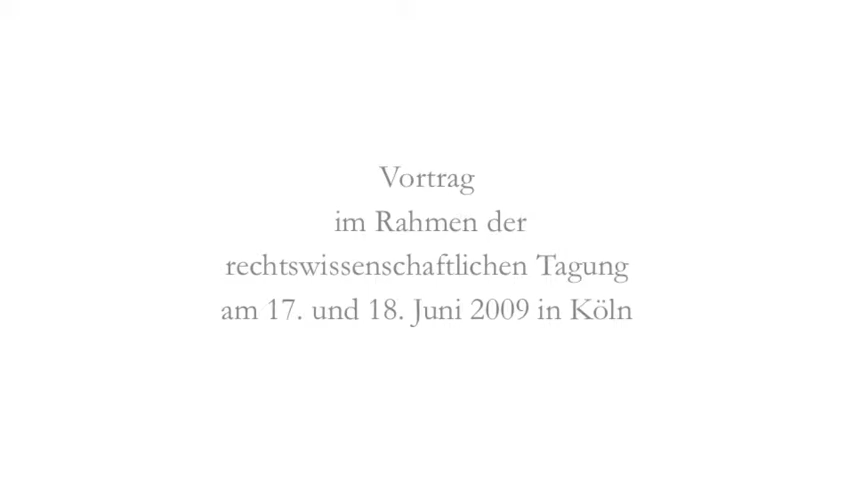 Vortrag
im Rahmen der
rechtswissenschaftlichen Tagung
am 17. und 18. Juni 2009 in Köln